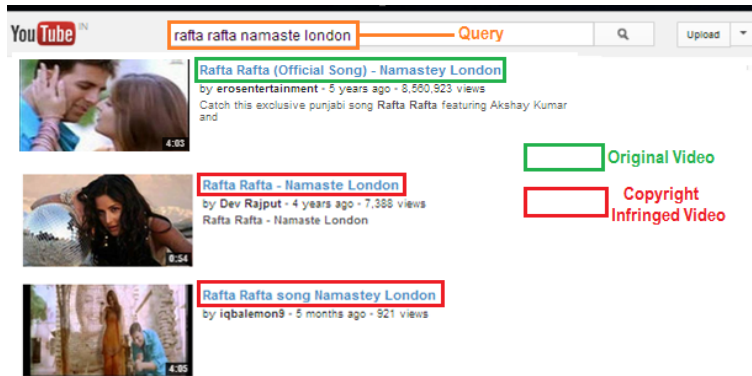 YouTube IN
rafta rafta namaste london
Query
Upload
Rafta Rafta (Official Song) - Namastey London
by erosentertainment - 5 years ago - 8,560,923 views
Catch this exclusive punjabi song Rafta Rafta featuring Akshay Kumar
and
4:03
Original Video
Rafta Rafta - Namaste London
by Dev Rajput - 4 years ago - 7,388 views
Rafta Rafta - Namaste London
0:54
Copyright
Infringed Video
Rafta Rafta song Namastey London
by iqbalemon9 - 5 months ago - 921 views
4:05